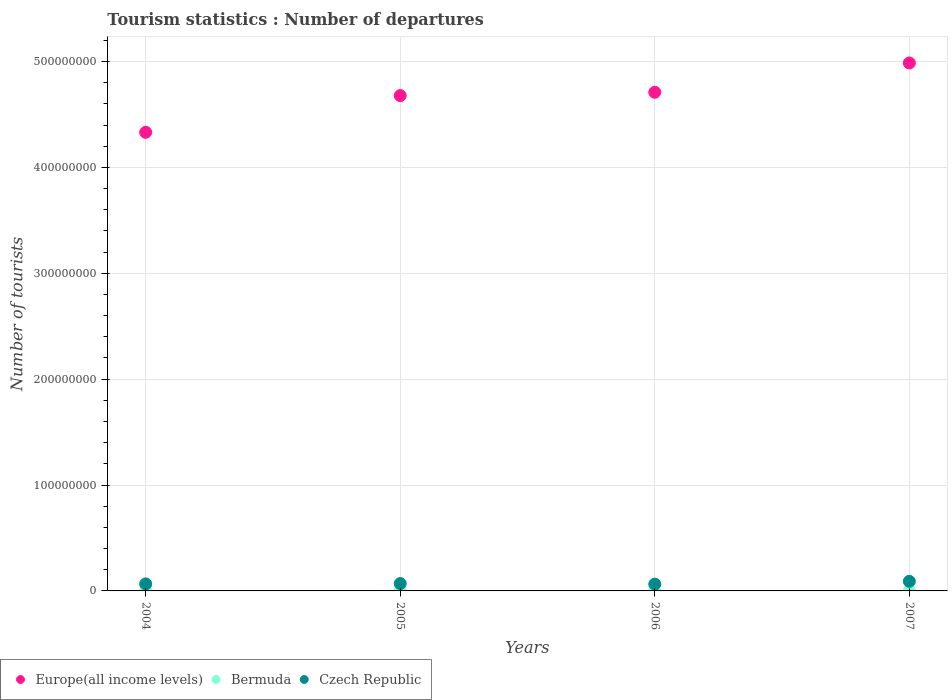 Tourism statistics : Number of departures
Number of tourists
500000000
400000000
300000000
200000000
100000000
0
2004
2005
2006
2007
Years
Europe(all income levels)
Bermuda
Czech Republic